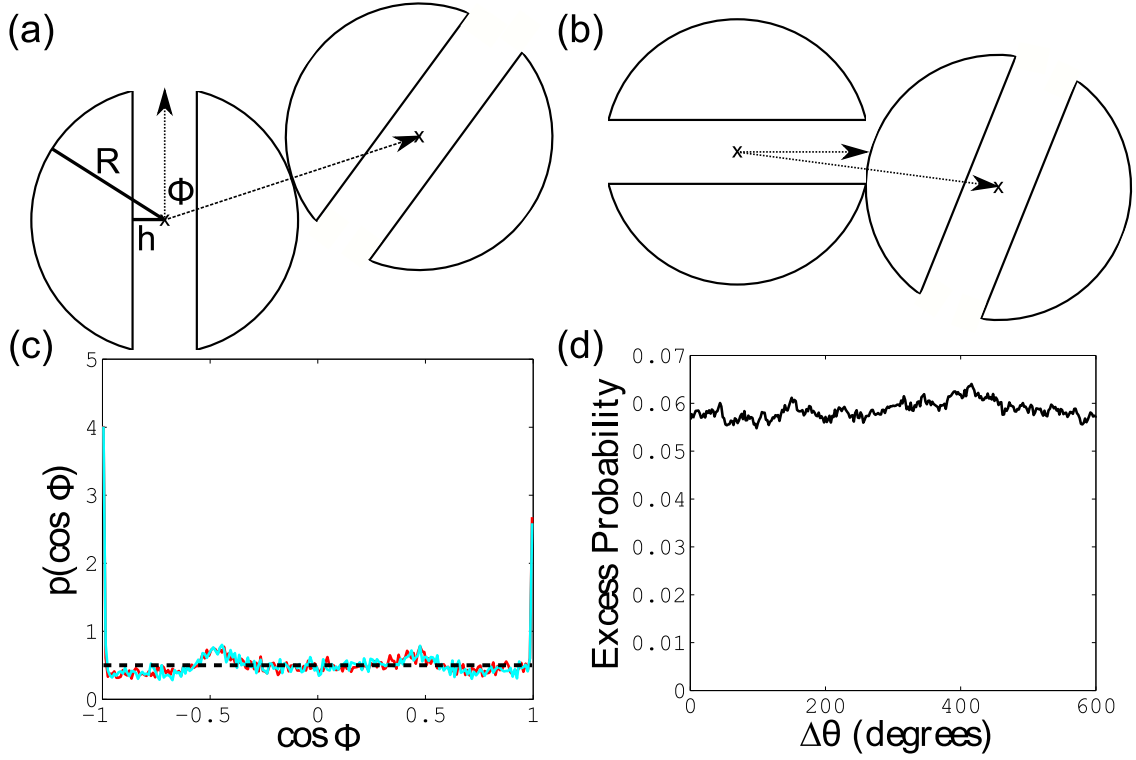 (a)
R
Φ
x
h
x
(b)
x
x
(c)
p(cos Φ)
5
4
3
2
1
0
-1
-0.5
0
0.5
1
cos Φ
(d)
Excess Probability
0.07
0.06
0.05
0.04
0.03
0.02
0.01
0
0
200
400
600
Δθ (degrees)